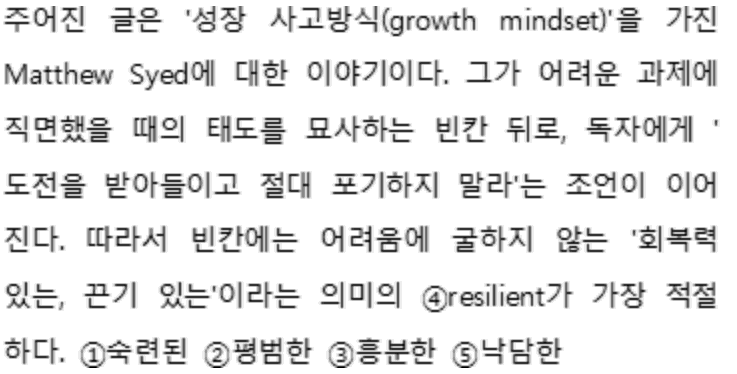 주어진 글은 '성장 사고방식(growth mindset)'을 가진
Matthew Syed에 대한 이야기이다. 그가 어려운 과제에
직면했을 때의 태도를 묘사하는 빈칸 뒤로, 독자에게 '
도전을 받아들이고 절대 포기하지 말라'는 조언이 이어
진다. 따라서 빈칸에는 어려움에 굴하지 않는 '회복력
있는, 끈기 있는'이라는 의미의 ④resilient가 가장 적절
하다. ①숙련된 ②평범한 ③흥분한 ⑤낙담한